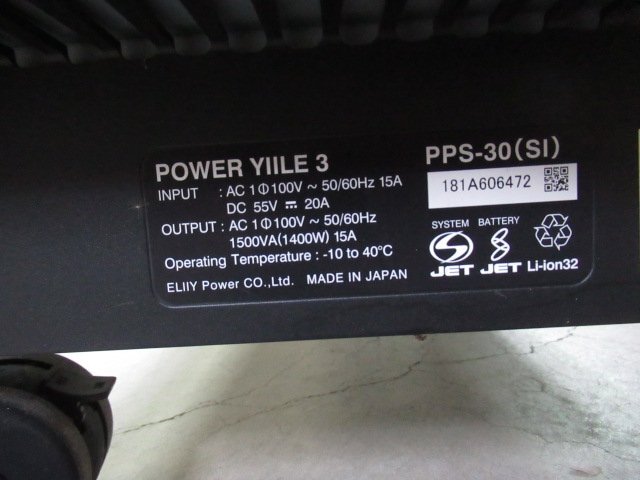 POWER YIILE 3
PPS-30(SI)
INPUT : AC 1Φ100V ~ 50/60Hz 15A
DC 55V ⎓ 20A
181A606472
OUTPUT : AC 1Φ100V ~ 50/60Hz
1500VA(1400W) 15A
Operating Temperature : -10 to 40°C
ELIIY Power CO.,Ltd. MADE IN JAPAN
SYSTEM BATTERY
JET JET Li-ion32